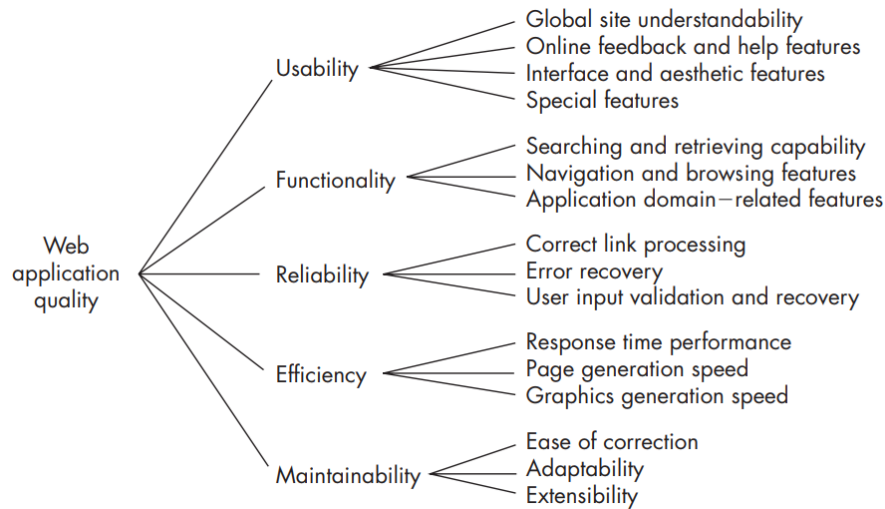 Web
application
quality
Usability
Global site understandability
Online feedback and help features
Interface and aesthetic features
Special features
Functionality
Searching and retrieving capability
Navigation and browsing features
Application domain–related features
Reliability
Correct link processing
Error recovery
User input validation and recovery
Efficiency
Response time performance
Page generation speed
Graphics generation speed
Maintainability
Ease of correction
Adaptability
Extensibility